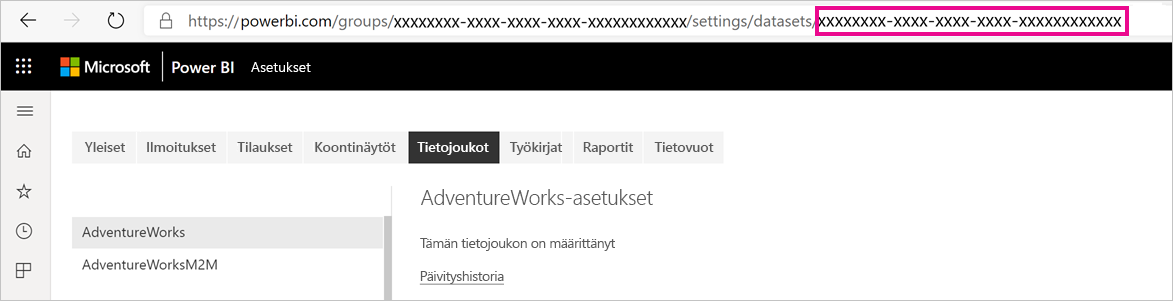 https://powerbi.com/groups/xxxxxxxx-xxxx-xxxx-xxxx-xxxxxxxxxxxx/settings/datasets/xxxxxxxx-xxxx-xxxx-xxxx-xxxxxxxxxxxx
Microsoft Power BI Asetukset
Yleiset Ilmoitukset Tilaukset Koontinäytöt Tietojoukot Työkirjat Raportit Tietovuot
AdventureWorks-asetukset
AdventureWorks
Tämän tietojoukon on määrittänyt
AdventureWorksM2M
Päivityshistoria